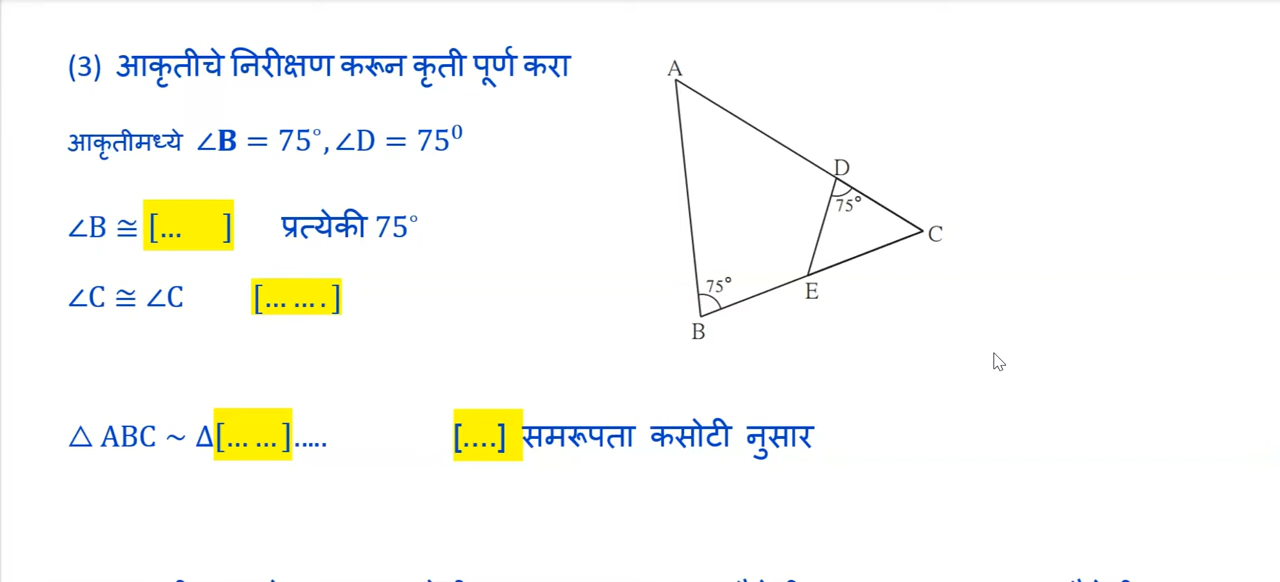 (3) आकृतीचे निरीक्षण करून कृती पूर्ण करा
आकृतीमध्ये ∠B = 75°, ∠D = 75⁰
∠B ≅ [... ] प्रत्येकी 75°
∠C ≅ ∠C [... ... .]
△ ABC ~ Δ[... ...]..... [....] समरूपता कसोटी नुसार
A
D
75°
C
75°
E
B